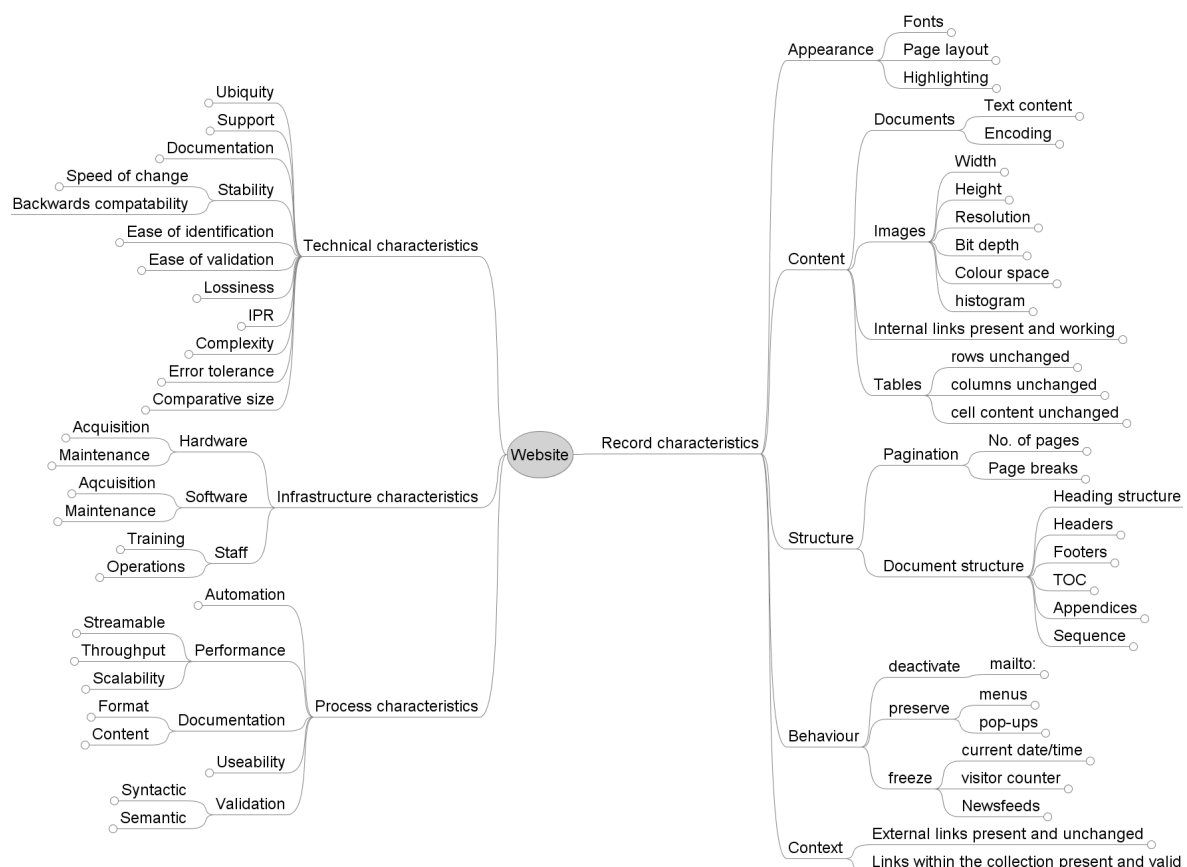 Website
Technical characteristics
Ubiquity
Support
Documentation
Stability
Speed of change
Backwards compatability
Ease of identification
Ease of validation
Lossiness
IPR
Complexity
Error tolerance
Comparative size
Infrastructure characteristics
Hardware
Acquisition
Maintenance
Software
Aqcuisition
Maintenance
Staff
Training
Operations
Process characteristics
Automation
Performance
Streamable
Throughput
Scalability
Documentation
Format
Content
Useability
Validation
Syntactic
Semantic
Record characteristics
Appearance
Fonts
Page layout
Highlighting
Content
Documents
Text content
Encoding
Images
Width
Height
Resolution
Bit depth
Colour space
histogram
Internal links present and working
Tables
rows unchanged
columns unchanged
cell content unchanged
Structure
Pagination
No. of pages
Page breaks
Document structure
Heading structure
Headers
Footers
TOC
Appendices
Sequence
Behaviour
deactivate
mailto:
preserve
menus
pop-ups
freeze
current date/time
visitor counter
Newsfeeds
Context
External links present and unchanged
Links within the collection present and valid